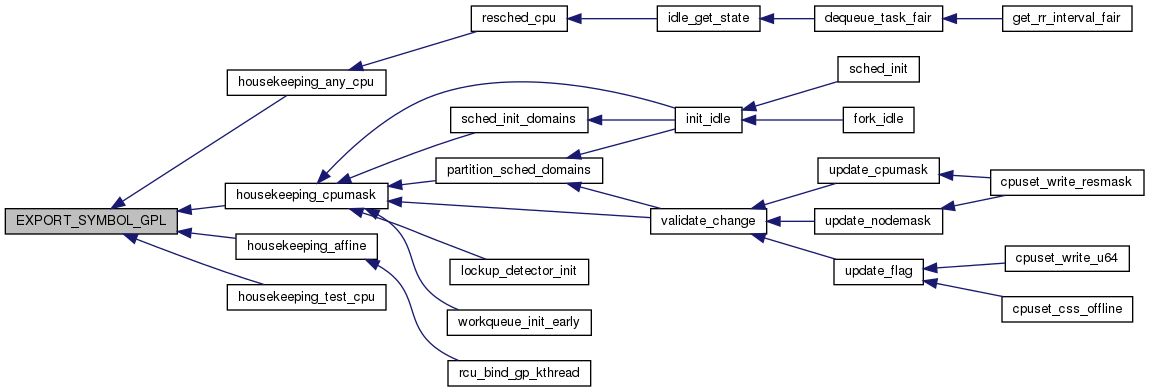 resched_cpu
idle_get_state
dequeue_task_fair
get_rr_interval_fair
housekeeping_any_cpu
sched_init
sched_init_domains
init_idle
fork_idle
partition_sched_domains
update_cpumask
cpuset_write_resmask
housekeeping_cpumask
EXPORT_SYMBOL_GPL
validate_change
update_nodemask
housekeeping_affine
lockup_detector_init
update_flag
cpuset_write_u64
housekeeping_test_cpu
cpuset_css_offline
workqueue_init_early
rcu_bind_gp_kthread